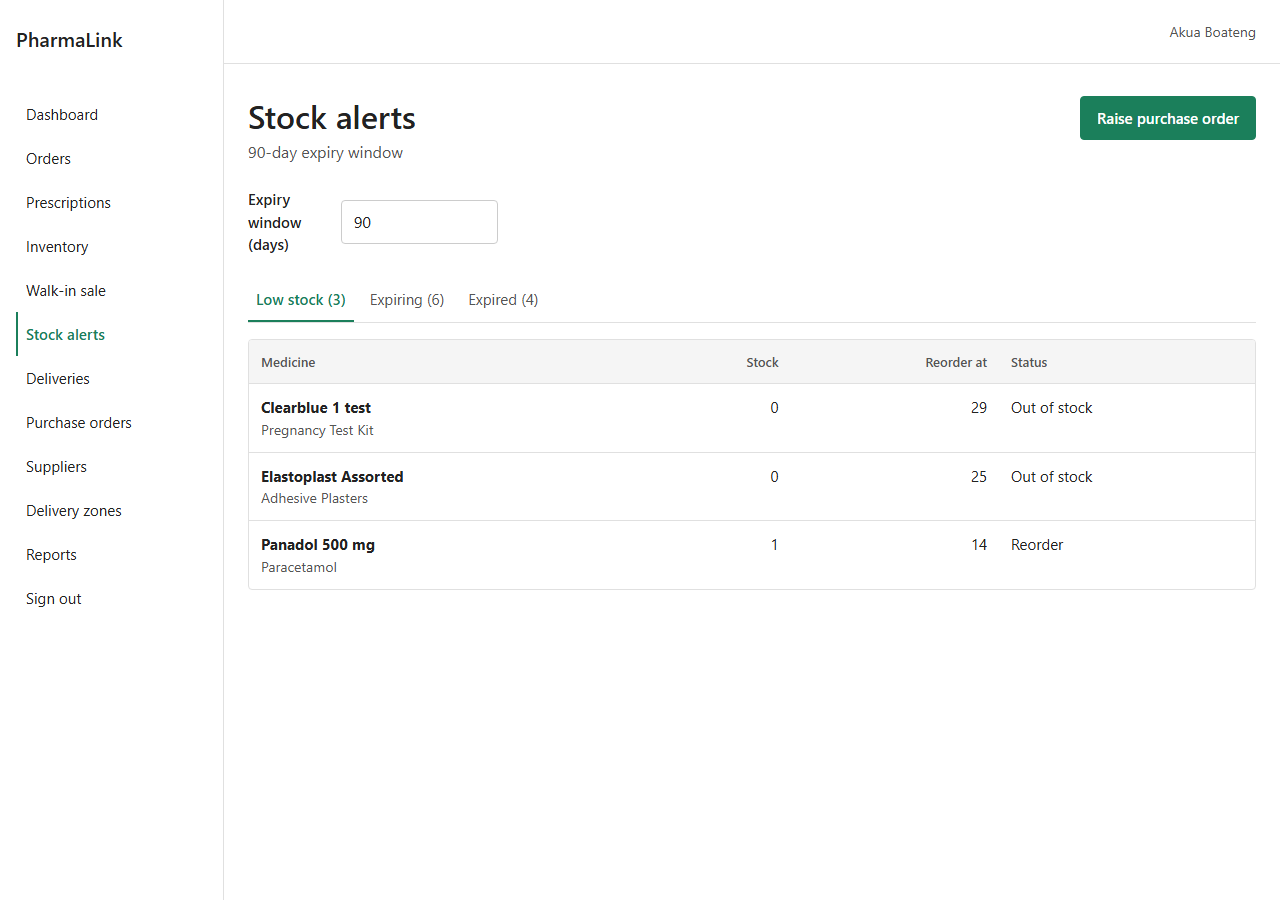 PharmaLink
Akua Boateng
Dashboard
Orders
Prescriptions
Inventory
Walk-in sale
Stock alerts
Deliveries
Purchase orders
Suppliers
Delivery zones
Reports
Sign out
Stock alerts
90-day expiry window
Raise purchase order
Expiry
window
(days)
90
Low stock (3) Expiring (6) Expired (4)
Medicine Stock Reorder at Status
Clearblue 1 test 0 29 Out of stock
Pregnancy Test Kit
Elastoplast Assorted 0 25 Out of stock
Adhesive Plasters
Panadol 500 mg 1 14 Reorder
Paracetamol